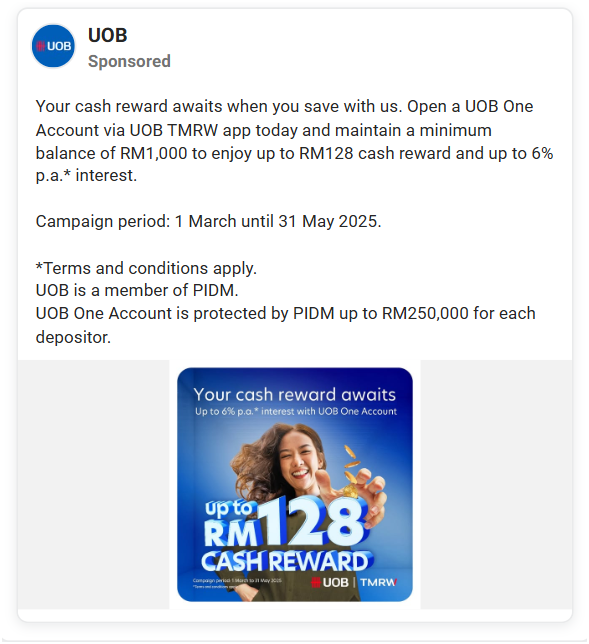 UOB
UOB
Sponsored
Your cash reward awaits when you save with us. Open a UOB One
Account via UOB TMRW app today and maintain a minimum
balance of RM1,000 to enjoy up to RM128 cash reward and up to 6%
p.a.* interest.
Campaign period: 1 March until 31 May 2025.
*Terms and conditions apply.
UOB is a member of PIDM.
UOB One Account is protected by PIDM up to RM250,000 for each
depositor.
Your cash reward awaits
Up to 6% p.a.* interest with UOB One Account
up to
RM128
CASH REWARD
Campaign period: 1 March to 31 May 2025
*Terms and conditions apply
UOB | TMRW